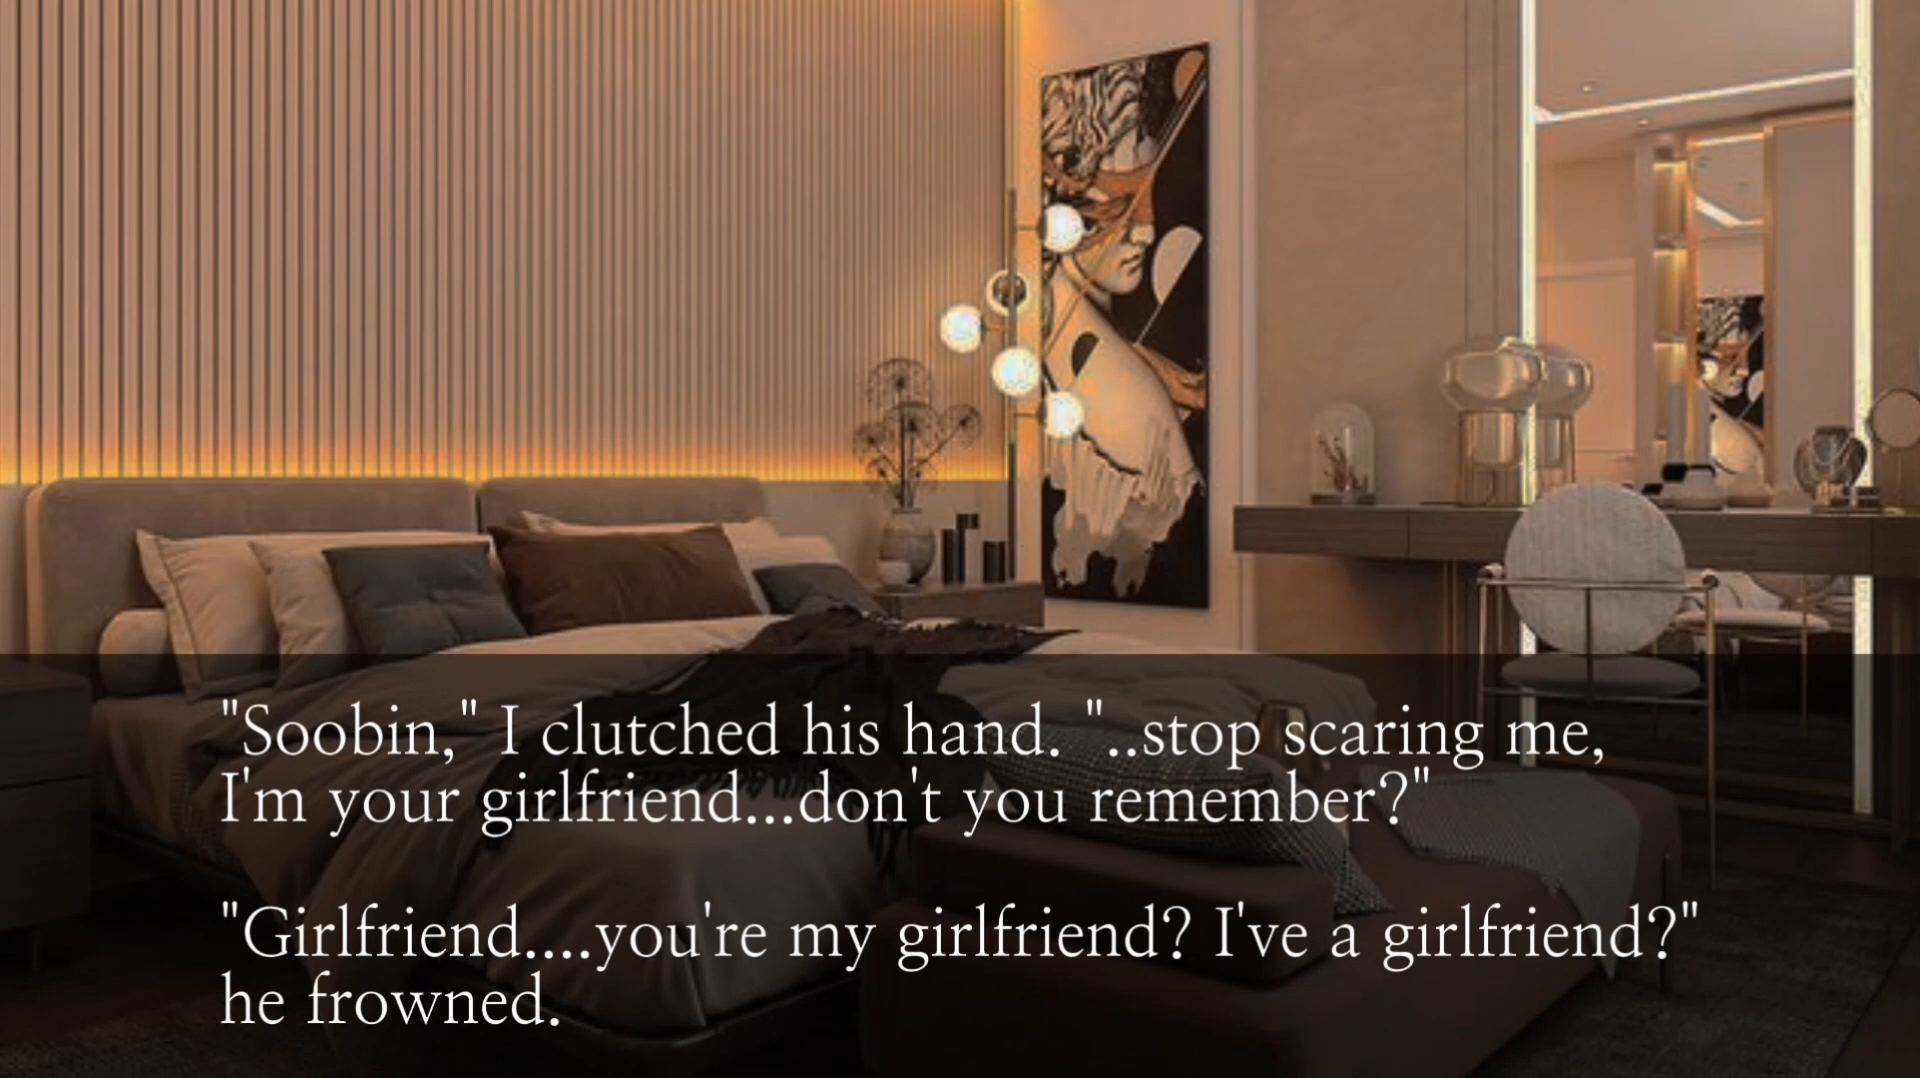 "Soobin," I clutched his hand. "..stop scaring me,
I'm your girlfriend...don't you remember?"
"Girlfriend....you're my girlfriend? I've a girlfriend?"
he frowned.